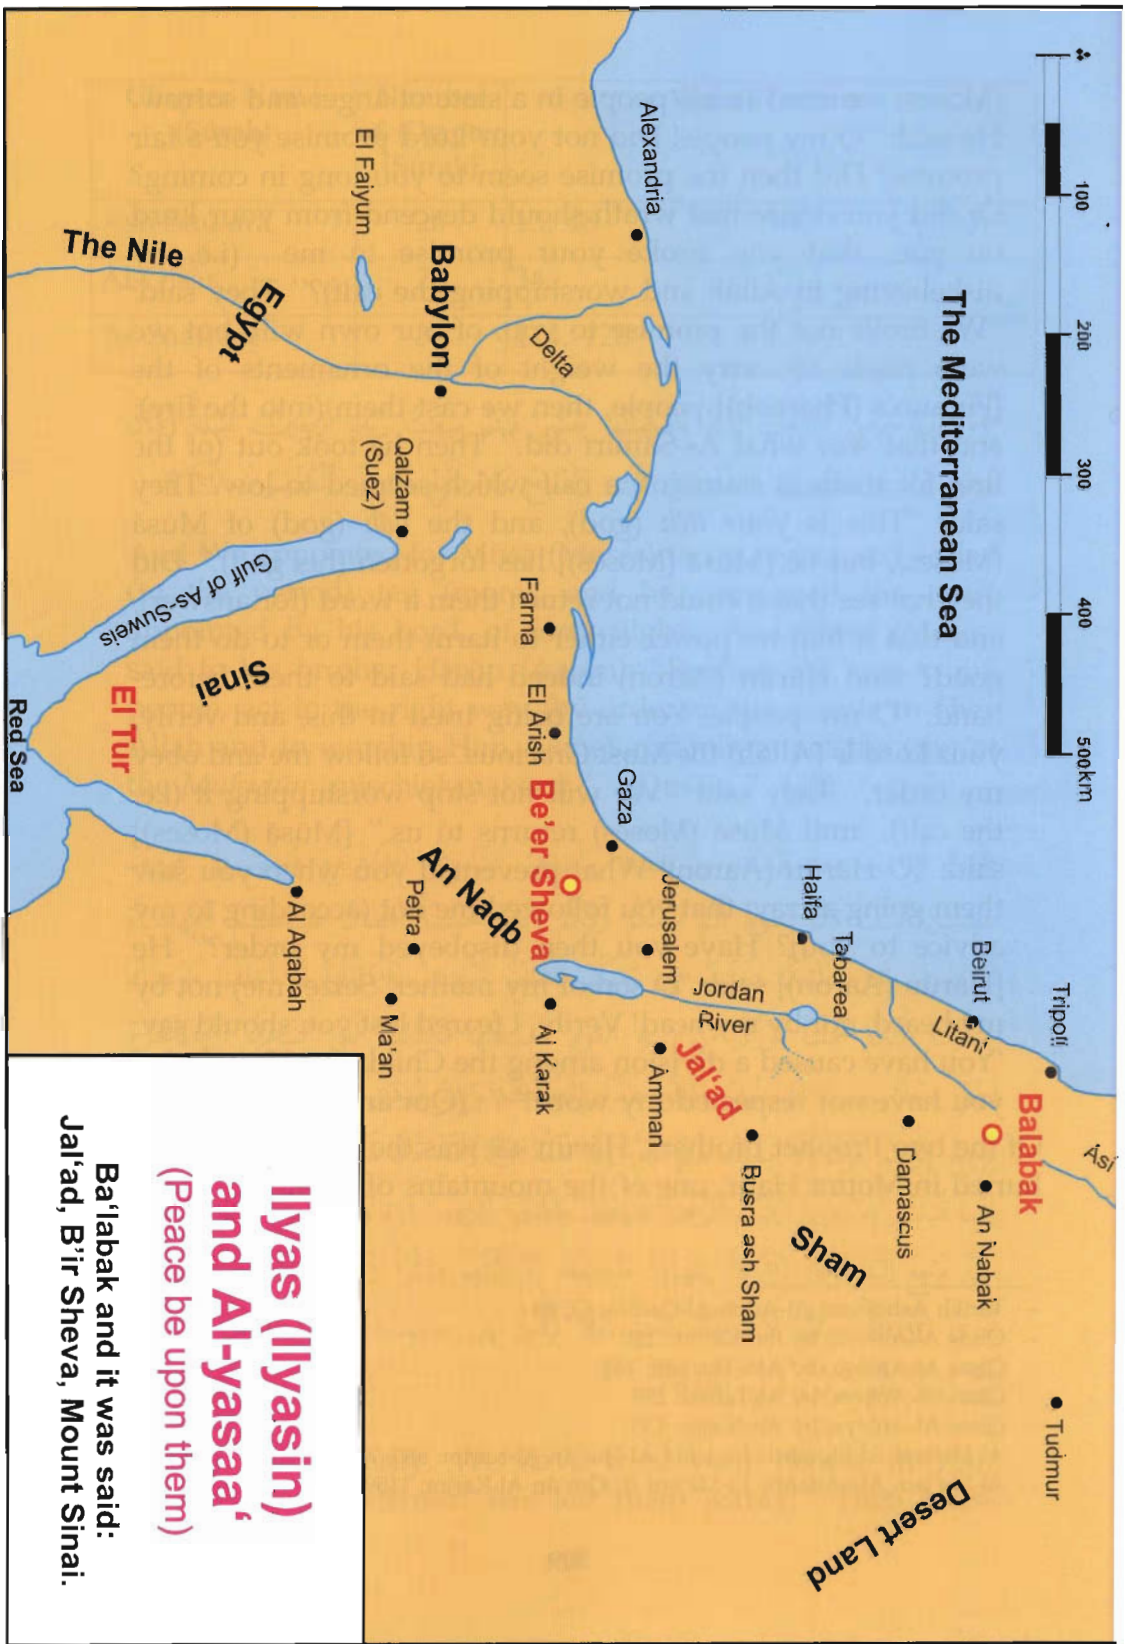 100 200 300 400 500km
The Mediterranean Sea
Tripoli
Balabak
Asi
Tudmur
Beirut
Litani
An Nabak
Damascus
Desert Land
Sham
Haifa
Tabarea
Busra ash Sham
Jordan
River
Jal‘ad
Amman
Alexandria
Gaza
Jerusalem
Delta
Farma
El Arish
Be'er Sheva
Aj Karak
Babylon
An Naqb
Petra
Ma'an
El Faiyum
Qalzam
(Suez)
Al Aqabah
Egypt
The Nile
Gulf of As-Suweis
Sinai
El Tur
Red Sea
Ilyas (Ilyasin)
and Al-yasaa‘
(Peace be upon them)
Ba‘labak and it was said:
Jal‘ad, B'ir Sheva, Mount Sinai.